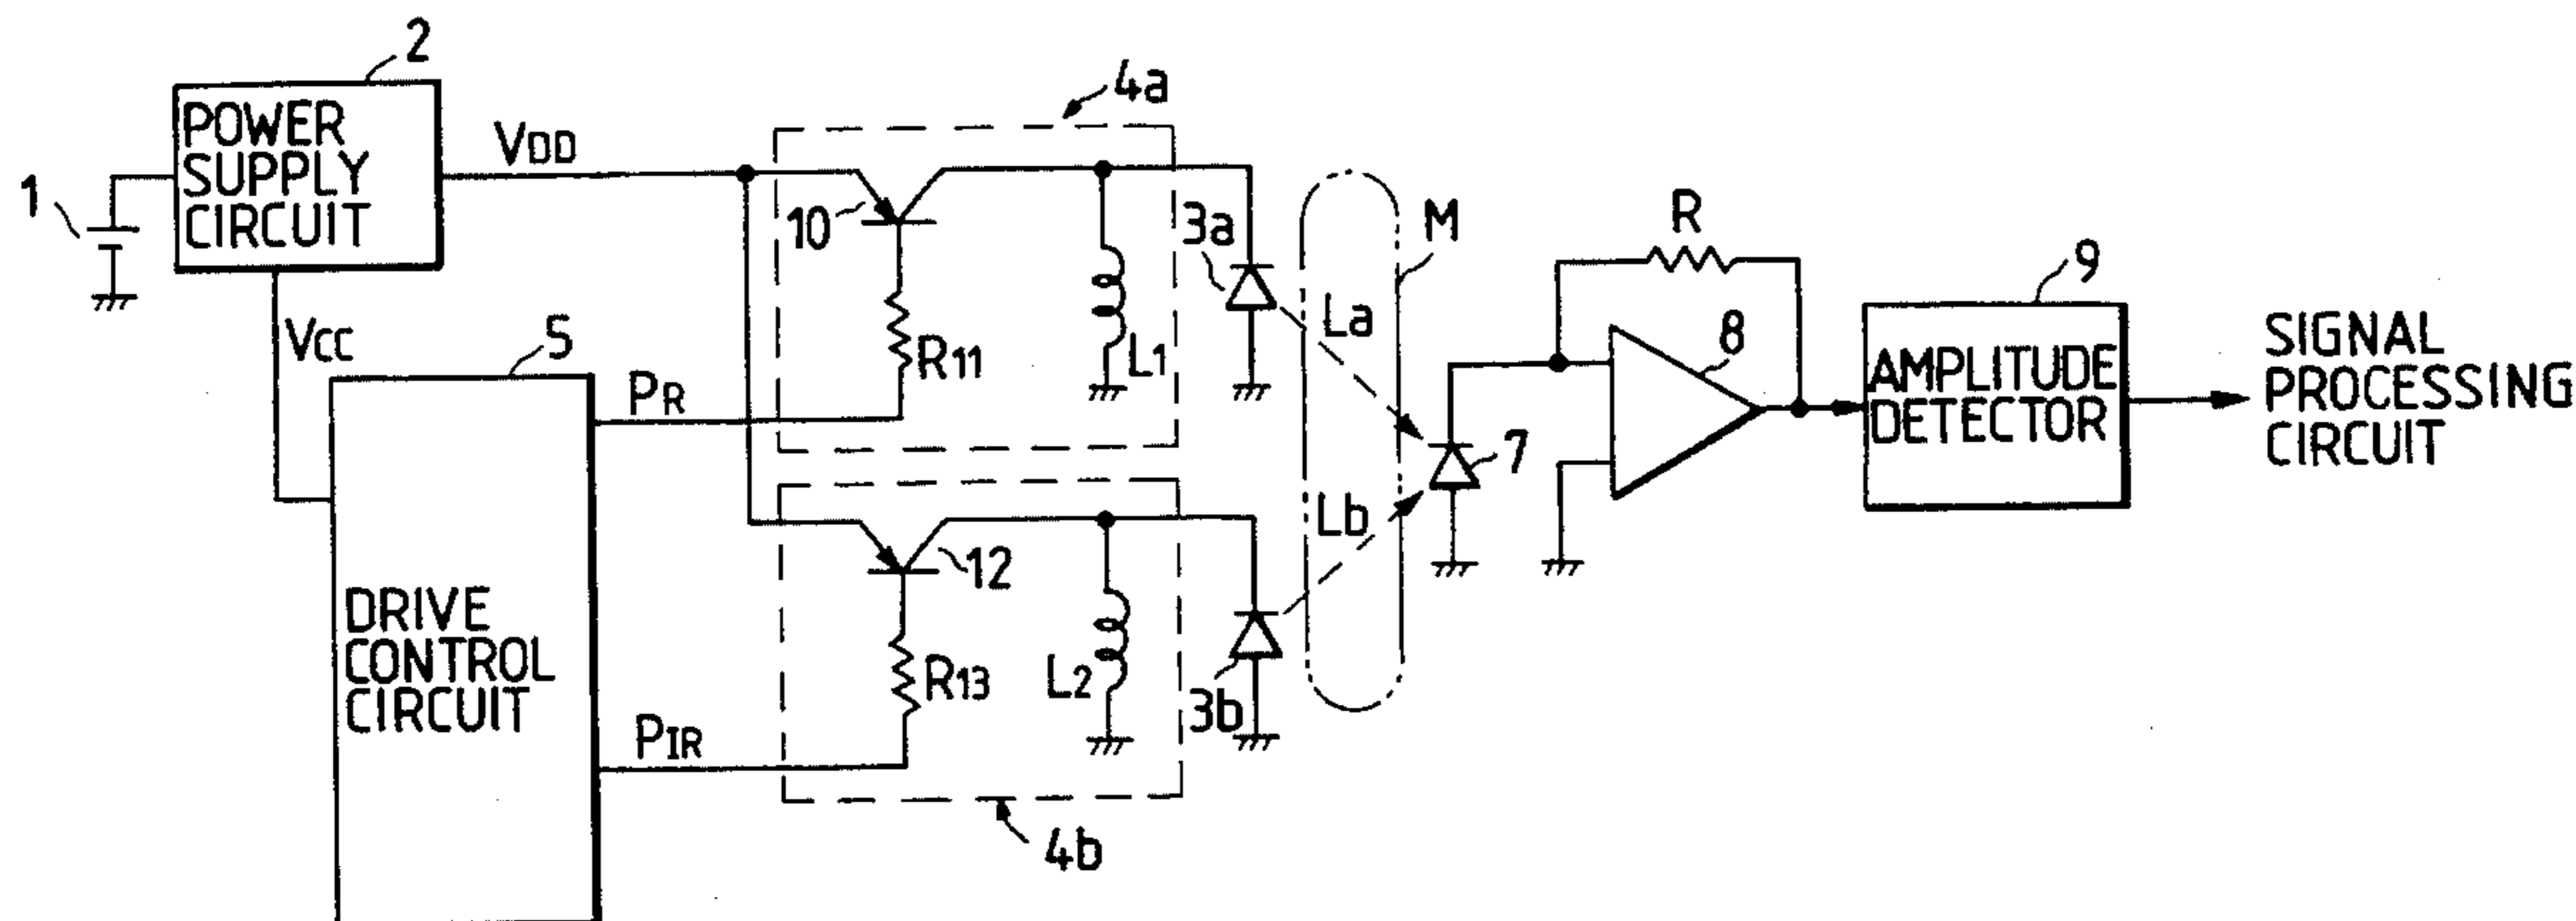 2
POWER
SUPPLY
CIRCUIT
1
VDD
VCC
4a
10
R11
L1
3a
La
M
R
8
9
AMPLITUDE
DETECTOR
SIGNAL
PROCESSING
CIRCUIT
7
5
PR
DRIVE
CONTROL
CIRCUIT
PIR
12
R13
L2
3b
Lb
4b